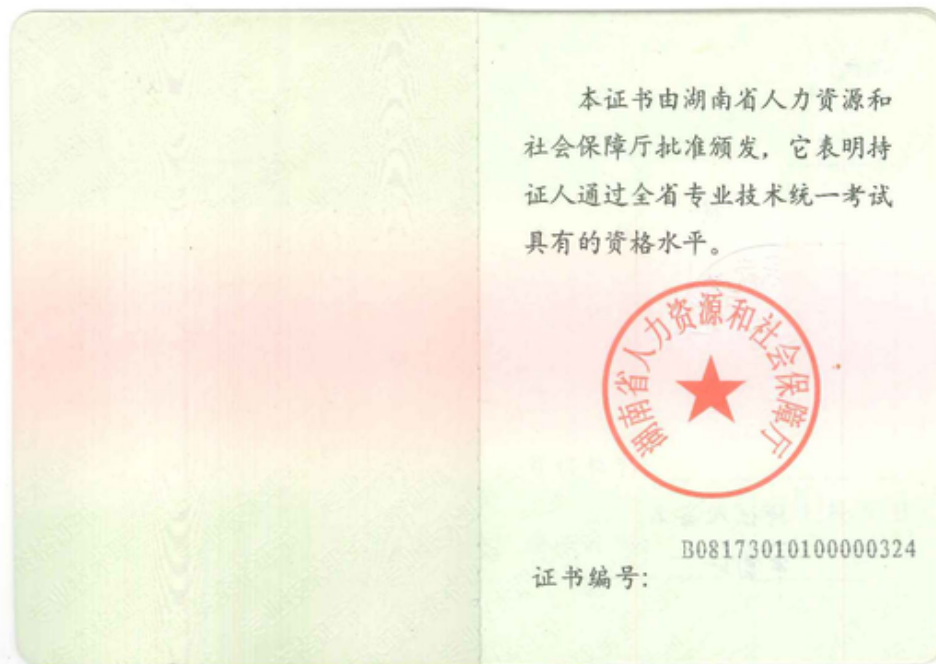 本证书由湖南省人力资源和
社会保障厅批准颁发，它表明持
证人通过全省专业技术统一考试
具有的资格水平。
湖南省人力资源和社会保障厅
B08173010100000324
证书编号：